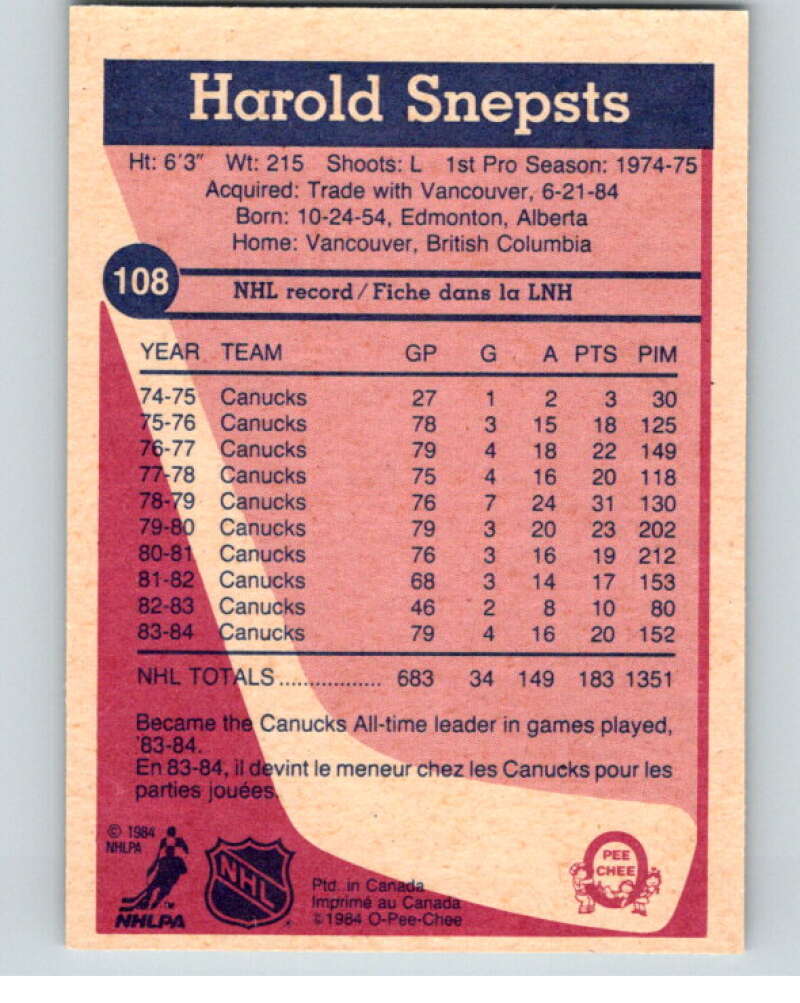 Harold Snepsts
Ht: 6'3" Wt: 215 Shoots: L 1st Pro Season: 1974-75
Acquired: Trade with Vancouver, 6-21-84
Born: 10-24-54, Edmonton, Alberta
Home: Vancouver, British Columbia
108 NHL record/Fiche dans la LNH
YEAR TEAM GP G A PTS PIM
74-75 Canucks 27 1 2 3 30
75-76 Canucks 78 3 15 18 125
76-77 Canucks 79 4 18 22 149
77-78 Canucks 75 4 16 20 118
78-79 Canucks 76 7 24 31 130
79-80 Canucks 79 3 20 23 202
80-81 Canucks 76 3 16 19 212
81-82 Canucks 68 3 14 17 153
82-83 Canucks 46 2 8 10 80
83-84 Canucks 79 4 16 20 152
NHL TOTALS................. 683 34 149 183 1351
Became the Canucks All-time leader in games played,
'83-84.
En 83-84, il devint le meneur chez les Canucks pour les
parties jouées.
© 1984
NHLPA
NHLPA
NHL
Ptd. in Canada
Imprimé au Canada
©1984 O-Pee-Chee
O
PEE
CHEE